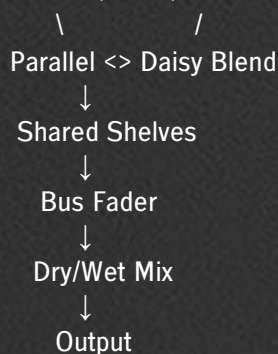 \ /
Parallel <> Daisy Blend
↓
Shared Shelves
↓
Bus Fader
↓
Dry/Wet Mix
↓
Output